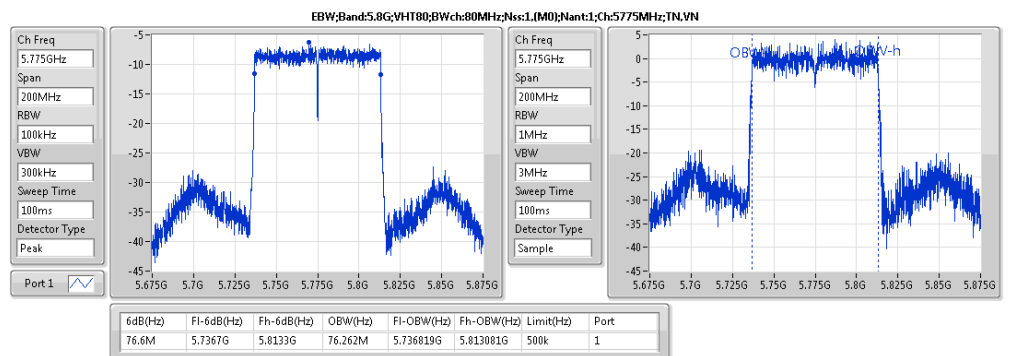 EBW;Band:5.8G;VHT80;BWch:80MHz;Nss:1,(M0);Nant:1;Ch:5775MHz;TN,VN
Ch Freq
5.775GHz
Span
200MHz
RBW
100kHz
VBW
300kHz
Sweep Time
100ms
Detector Type
Peak
Port 1
-5
-10
-15
-20
-25
-30
-35
-40
-45
5.675G 5.7G 5.725G 5.75G 5.775G 5.8G 5.825G 5.85G 5.875G
Ch Freq
5.775GHz
Span
200MHz
RBW
1MHz
VBW
3MHz
Sweep Time
100ms
Detector Type
Sample
5
0
-5
-10
-15
-20
-25
-30
-35
-40
-45
OBW-h
5.675G 5.7G 5.725G 5.75G 5.775G 5.8G 5.825G 5.85G 5.875G
6dB(Hz) Fl-6dB(Hz) Fh-6dB(Hz) OBW(Hz) Fl-OBW(Hz) Fh-OBW(Hz) Limit(Hz) Port
76.6M 5.7367G 5.8133G 76.262M 5.736819G 5.813081G 500k 1